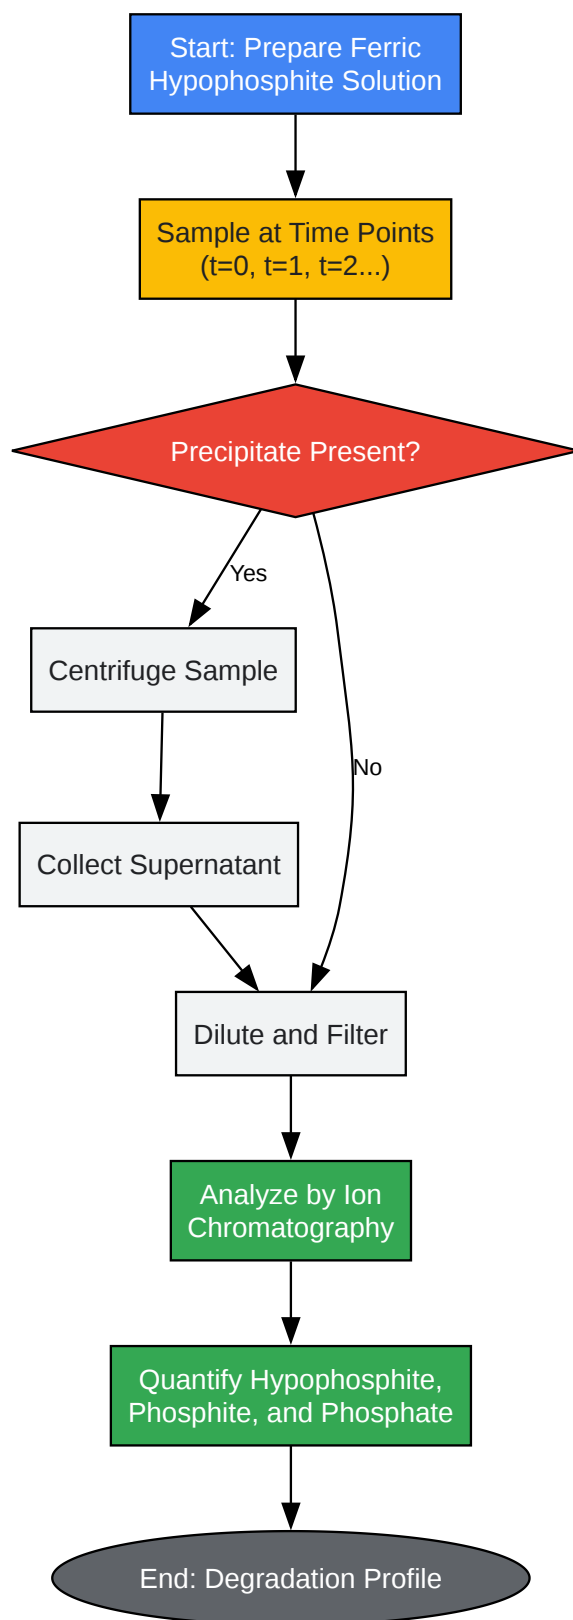 Start: Prepare Ferric
Hypophosphite Solution
Sample at Time Points
(t=0, t=1, t=2...)
Precipitate Present?
Yes
Centrifuge Sample
No
Collect Supernatant
Dilute and Filter
Analyze by Ion
Chromatography
Quantify Hypophosphite,
Phosphite, and Phosphate
End: Degradation Profile